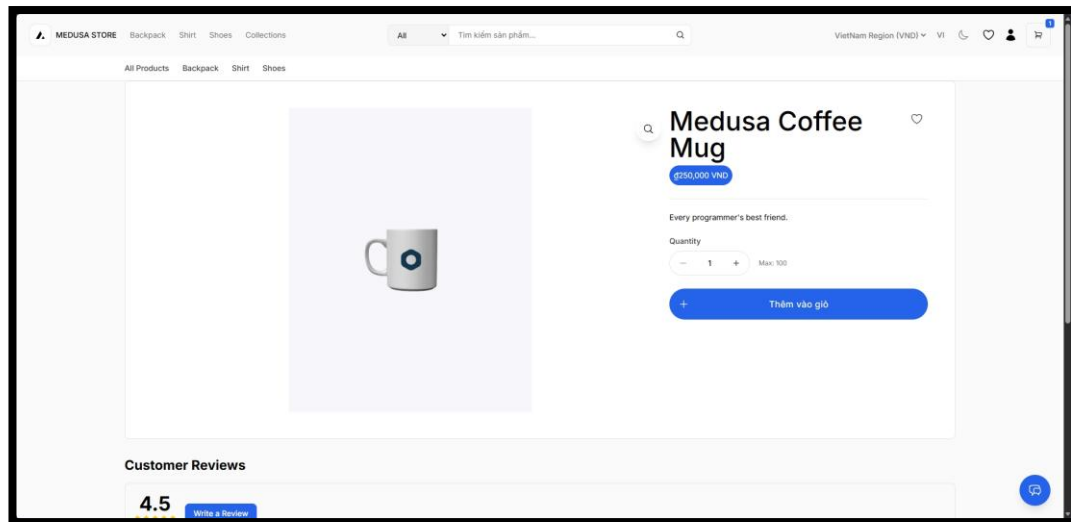 MEDUSA STORE Backpack Shirt Shoes Collections All Tìm kiếm sản phẩm... VietNam Region (VND) VI 1
All Products Backpack Shirt Shoes
Medusa Coffee
Mug
₫250,000 VND
Every programmer's best friend.
Quantity
− 1 + Max: 100
+ Thêm vào giỏ
Customer Reviews
4.5
Write a Review